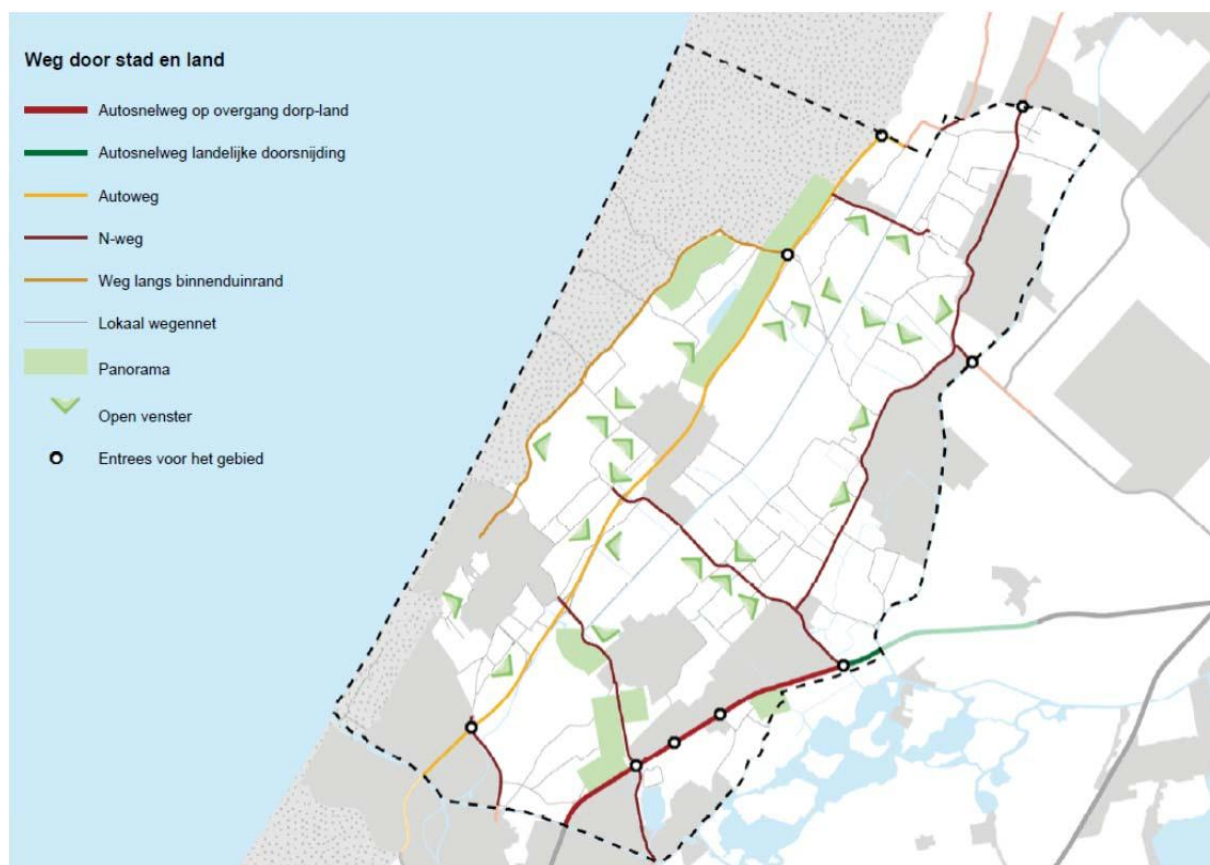 Weg door stad en land
Autosnelweg op overgang dorp-land
Autosnelweg landelijke doorsnijding
Autoweg
N-weg
Weg langs binnenduinrand
Lokaal wegennet
Panorama
Open venster
Entrees voor het gebied